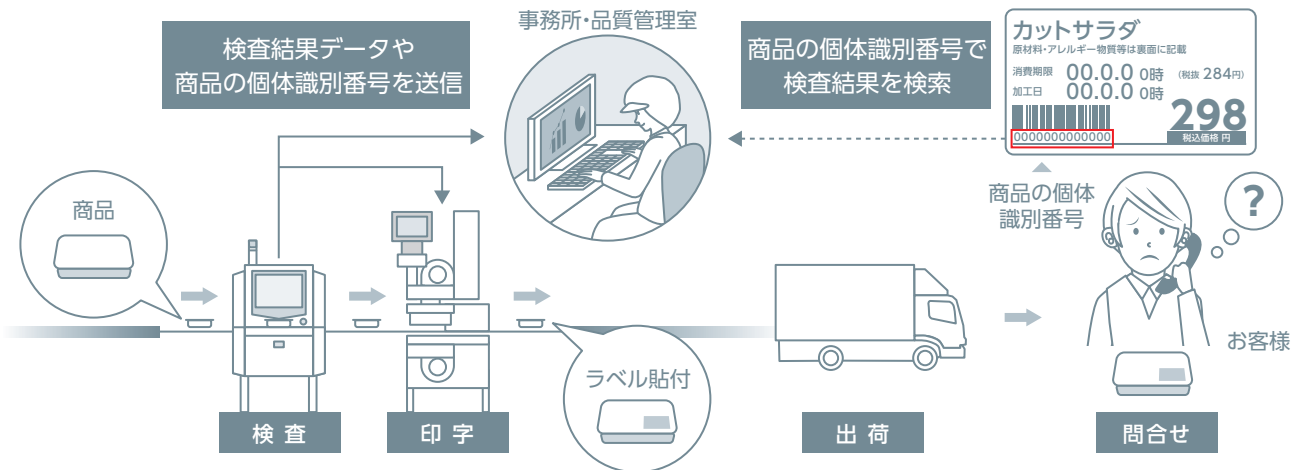 事務所・品質管理室
検査結果データや
商品の個体識別番号を送信
商品の個体識別番号で
検査結果を検索
カットサラダ
原材料・アレルギー物質等は裏面に記載
消費期限 00.0.0 0時 (税抜 284円)
加工日 00.0.0 0時
298
税込価格 円
0000000000000
商品の個体
識別番号
?
商品
お客様
ラベル貼付
検査
印字
出荷
問合せ